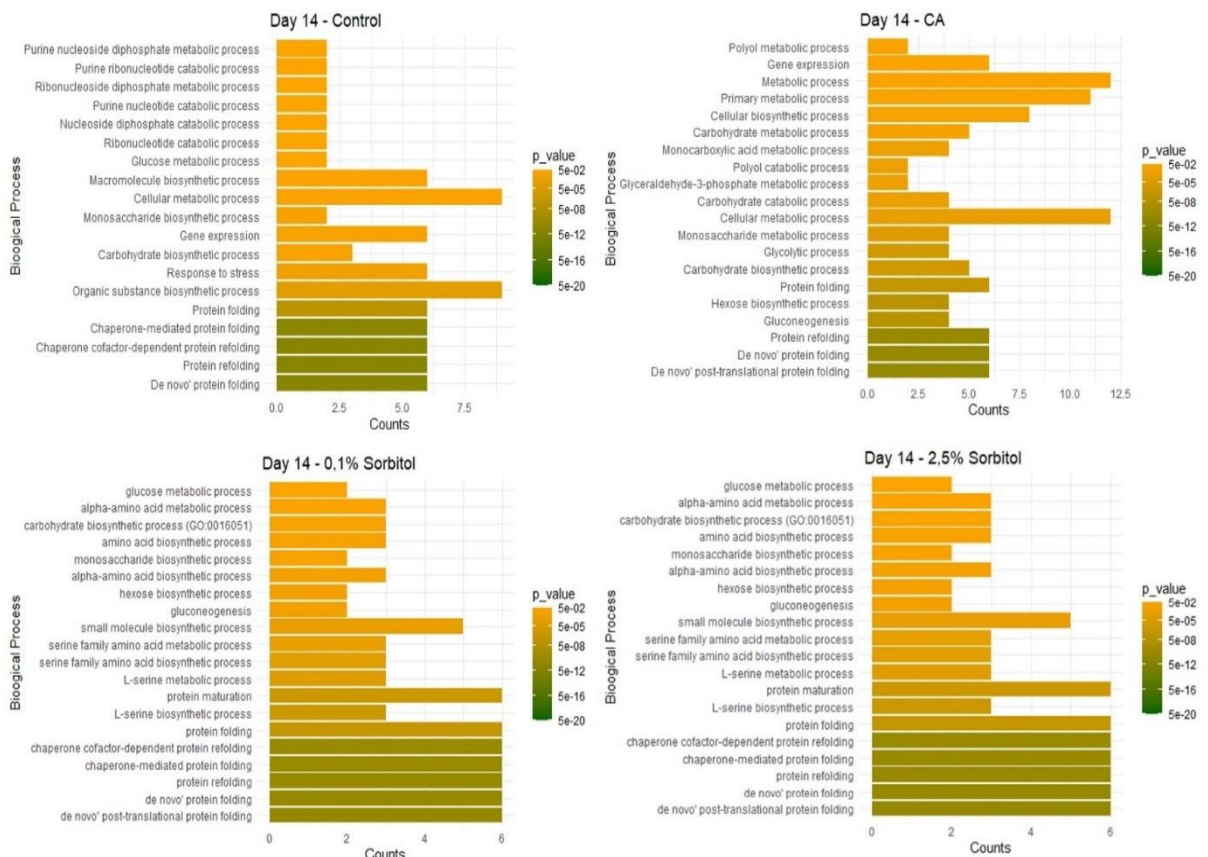 Day 14 - Control
Bioogical Process
Purine nucleoside diphosphate metabolic process
Purine ribonucleotide catabolic process
Ribonucleoside diphosphate metabolic process
Purine nucleotide catabolic process
Nucleoside diphosphate catabolic process
Ribonucleotide catabolic process
Glucose metabolic process
Macromolecule biosynthetic process
Cellular metabolic process
Monosaccharide biosynthetic process
Gene expression
Carbohydrate biosynthetic process
Response to stress
Organic substance biosynthetic process
Protein folding
Chaperone-mediated protein folding
Chaperone cofactor-dependent protein refolding
Protein refolding
De novo' protein folding
0.0 2.5 5.0 7.5
Counts
p_value
5e-02
5e-05
5e-08
5e-12
5e-16
5e-20
Day 14 - CA
Bioogical Process
Polyol metabolic process
Gene expression
Metabolic process
Primary metabolic process
Cellular biosynthetic process
Carbohydrate metabolic process
Monocarboxylic acid metabolic process
Polyol catabolic process
Glyceraldehyde-3-phosphate metabolic process
Carbohydrate catabolic process
Cellular metabolic process
Monosaccharide metabolic process
Glycolytic process
Carbohydrate biosynthetic process
Protein folding
Hexose biosynthetic process
Gluconeogenesis
Protein refolding
De novo' protein folding
De novo' post-translational protein folding
0.0 2.5 5.0 7.5 10.0 12.5
Counts
p_value
5e-02
5e-05
5e-08
5e-12
5e-16
5e-20
Day 14 - 0,1% Sorbitol
Bioogical Process
glucose metabolic process
alpha-amino acid metabolic process
carbohydrate biosynthetic process (GO:0016051)
amino acid biosynthetic process
monosaccharide biosynthetic process
alpha-amino acid biosynthetic process
hexose biosynthetic process
gluconeogenesis
small molecule biosynthetic process
serine family amino acid metabolic process
serine family amino acid biosynthetic process
L-serine metabolic process
protein maturation
L-serine biosynthetic process
protein folding
chaperone cofactor-dependent protein refolding
chaperone-mediated protein folding
protein refolding
de novo' protein folding
de novo' post-translational protein folding
0 2 4 6
Counts
p_value
5e-02
5e-05
5e-08
5e-12
5e-16
5e-20
Day 14 - 2,5% Sorbitol
Bioogical Process
glucose metabolic process
alpha-amino acid metabolic process
carbohydrate biosynthetic process (GO:0016051)
amino acid biosynthetic process
monosaccharide biosynthetic process
alpha-amino acid biosynthetic process
hexose biosynthetic process
gluconeogenesis
small molecule biosynthetic process
serine family amino acid metabolic process
serine family amino acid biosynthetic process
L-serine metabolic process
protein maturation
L-serine biosynthetic process
protein folding
chaperone cofactor-dependent protein refolding
chaperone-mediated protein folding
protein refolding
de novo' protein folding
de novo' post-translational protein folding
0 2 4 6
Counts
p_value
5e-02
5e-05
5e-08
5e-12
5e-16
5e-20